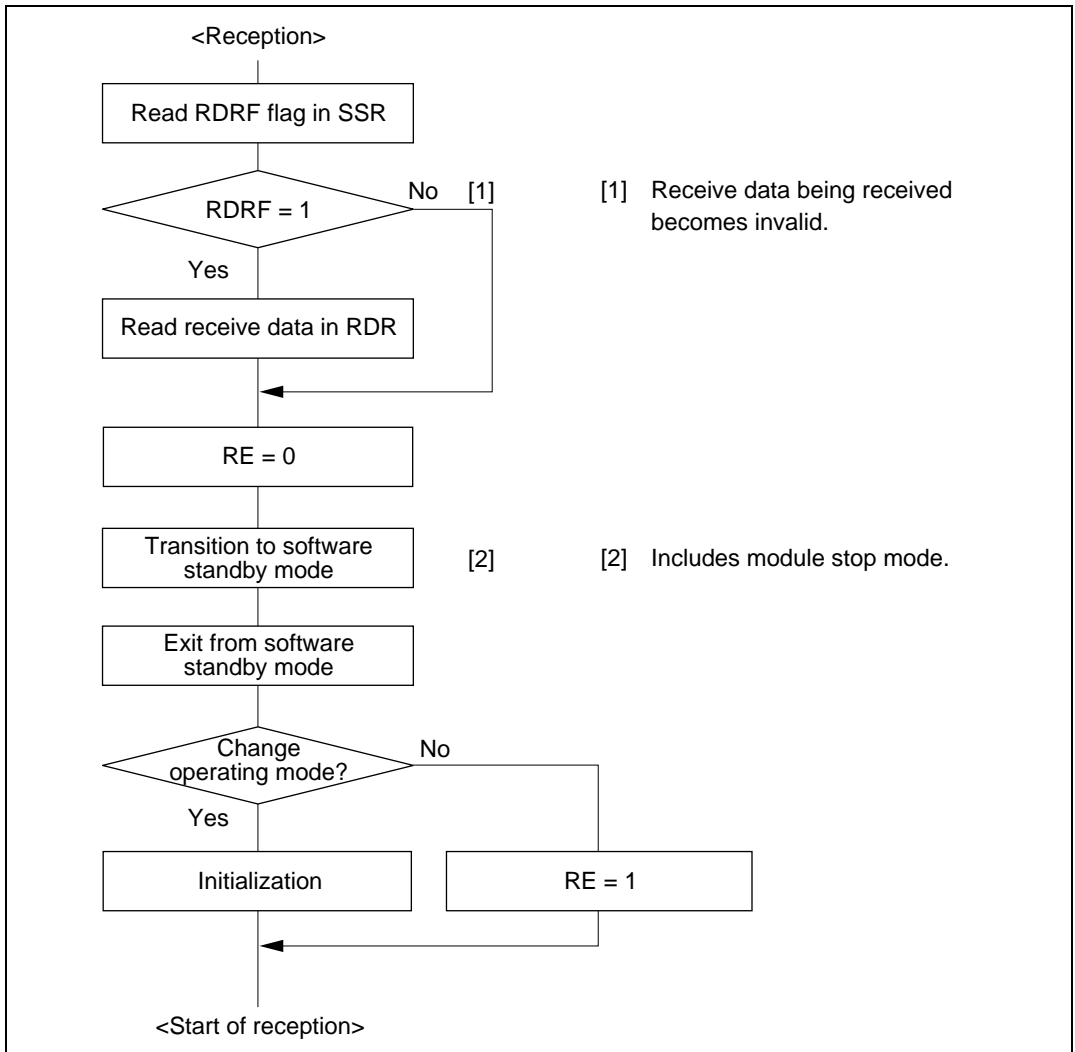 <Reception>
Read RDRF flag in SSR
No [1]
[1] Receive data being received
becomes invalid.
RDRF = 1
Yes
Read receive data in RDR
RE = 0
Transition to software
standby mode
[2]
[2] Includes module stop mode.
Exit from software
standby mode
Change
operating mode?
No
Yes
Initialization
RE = 1
<Start of reception>